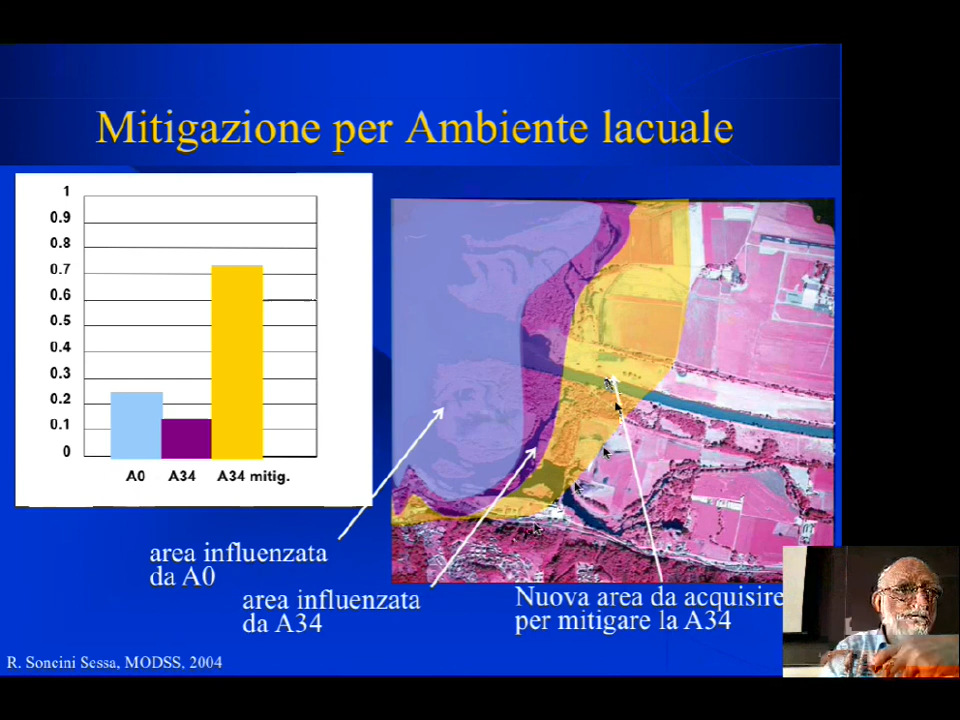 Mitigazione per Ambiente lacuale
1
0.9
0.8
0.7
0.6
0.5
0.4
0.3
0.2
0.1
0
A0 A34 A34 mitig.
area influenzata
da A0
area influenzata
da A34
Nuova area da acquisire
per mitigare la A34
R. Soncini Sessa, MODSS, 2004